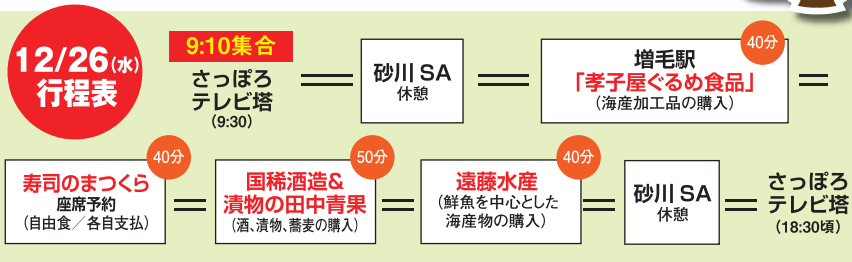 12/26(水)
行程表
9:10集合
さっぽろ
テレビ塔
(9:30)
砂川SA
休憩
40分
増毛駅
「孝子屋ぐるめ食品」
(海産加工品の購入)
40分
寿司のまつくら
座席予約
(自由食／各自支払)
50分
国稀酒造&
漬物の田中青果
(酒、漬物、蕎麦の購入)
40分
遠藤水産
(鮮魚を中心とした
海産物の購入)
砂川SA
休憩
さっぽろ
テレビ塔
(18:30頃)